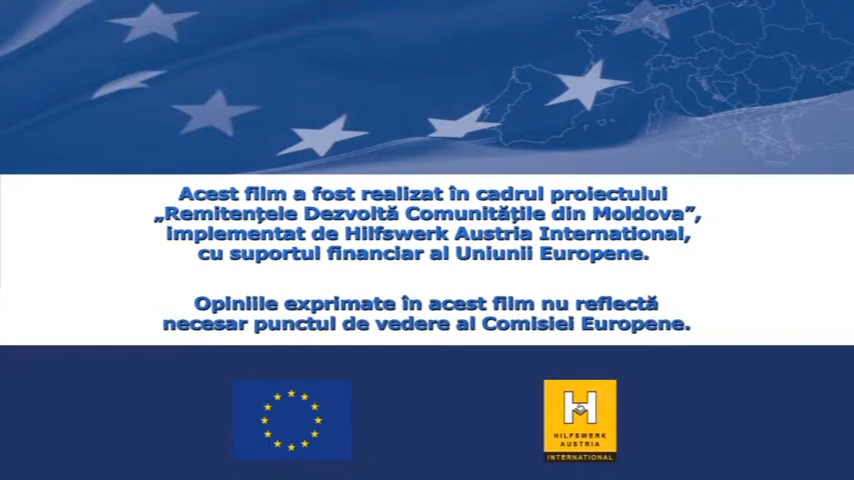 Acest film a fost realizat în cadrul proiectului
„Remitențele Dezvoltă Comunitățile din Moldova”,
implementat de Hilfswerk Austria International,
cu suportul financiar al Uniunii Europene.
Opiniile exprimate în acest film nu reflectă
necesar punctul de vedere al Comisiei Europene.
H
HILFSWERK
AUSTRIA
INTERNATIONAL